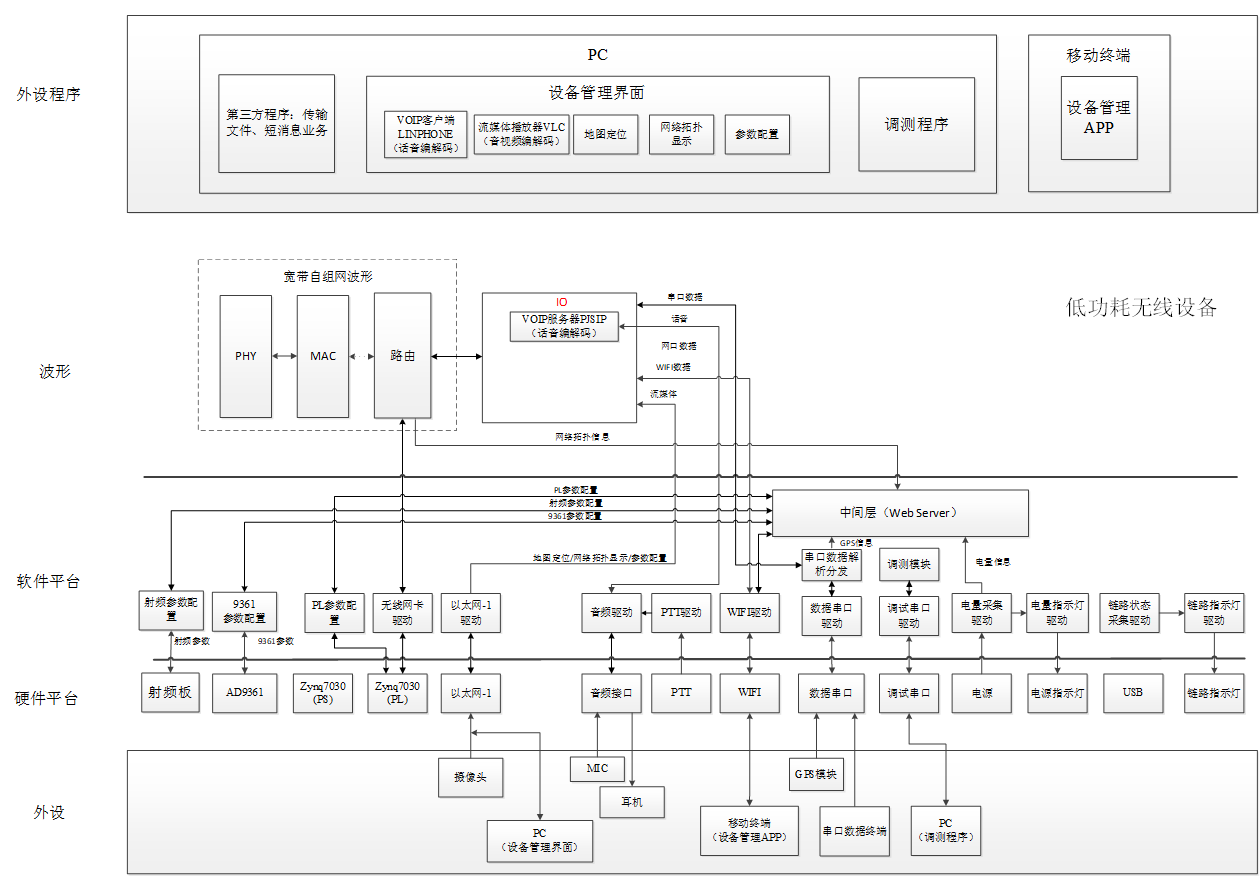 外设程序
PC
第三方程序：传输
文件、短消息业务
设备管理界面
VOIP客户端
LINPHONE
（话音编解码）
流媒体播放器VLC
（音视频编解码）
地图定位
网络拓扑
显示
参数配置
调测程序
移动终端
设备管理
APP
低功耗无线设备
波形
宽带自组网波形
PHY
MAC
路由
IO
VOIP服务器PJSIP
（话音编解码）
串口数据
话音
网口数据
WIFI数据
流媒体
网络拓扑信息
软件平台
PL参数配置
射频参数配置
9361参数配置
中间层（Web Server）
地图定位/网络拓扑显示/参数配置
GPS信息
电量信息
串口数据解
析分发
调测模块
射频参数配
置
9361
参数配置
PL参数配
置
无线网卡
驱动
以太网-1
驱动
音频驱动
PTT驱动
WIFI驱动
数据串口
驱动
调试串口
驱动
电量采集
驱动
电量指示灯
驱动
链路状态
采集驱动
链路指示灯
驱动
射频参数
9361参数
硬件平台
射频板
AD9361
Zynq7030
(PS)
Zynq7030
(PL)
以太网-1
音频接口
PTT
WIFI
数据串口
调试串口
电源
电源指示灯
USB
链路指示灯
外设
摄像头
PC
（设备管理界面）
MIC
耳机
移动终端
（设备管理APP）
GPS模块
串口数据终端
PC
（调测程序）